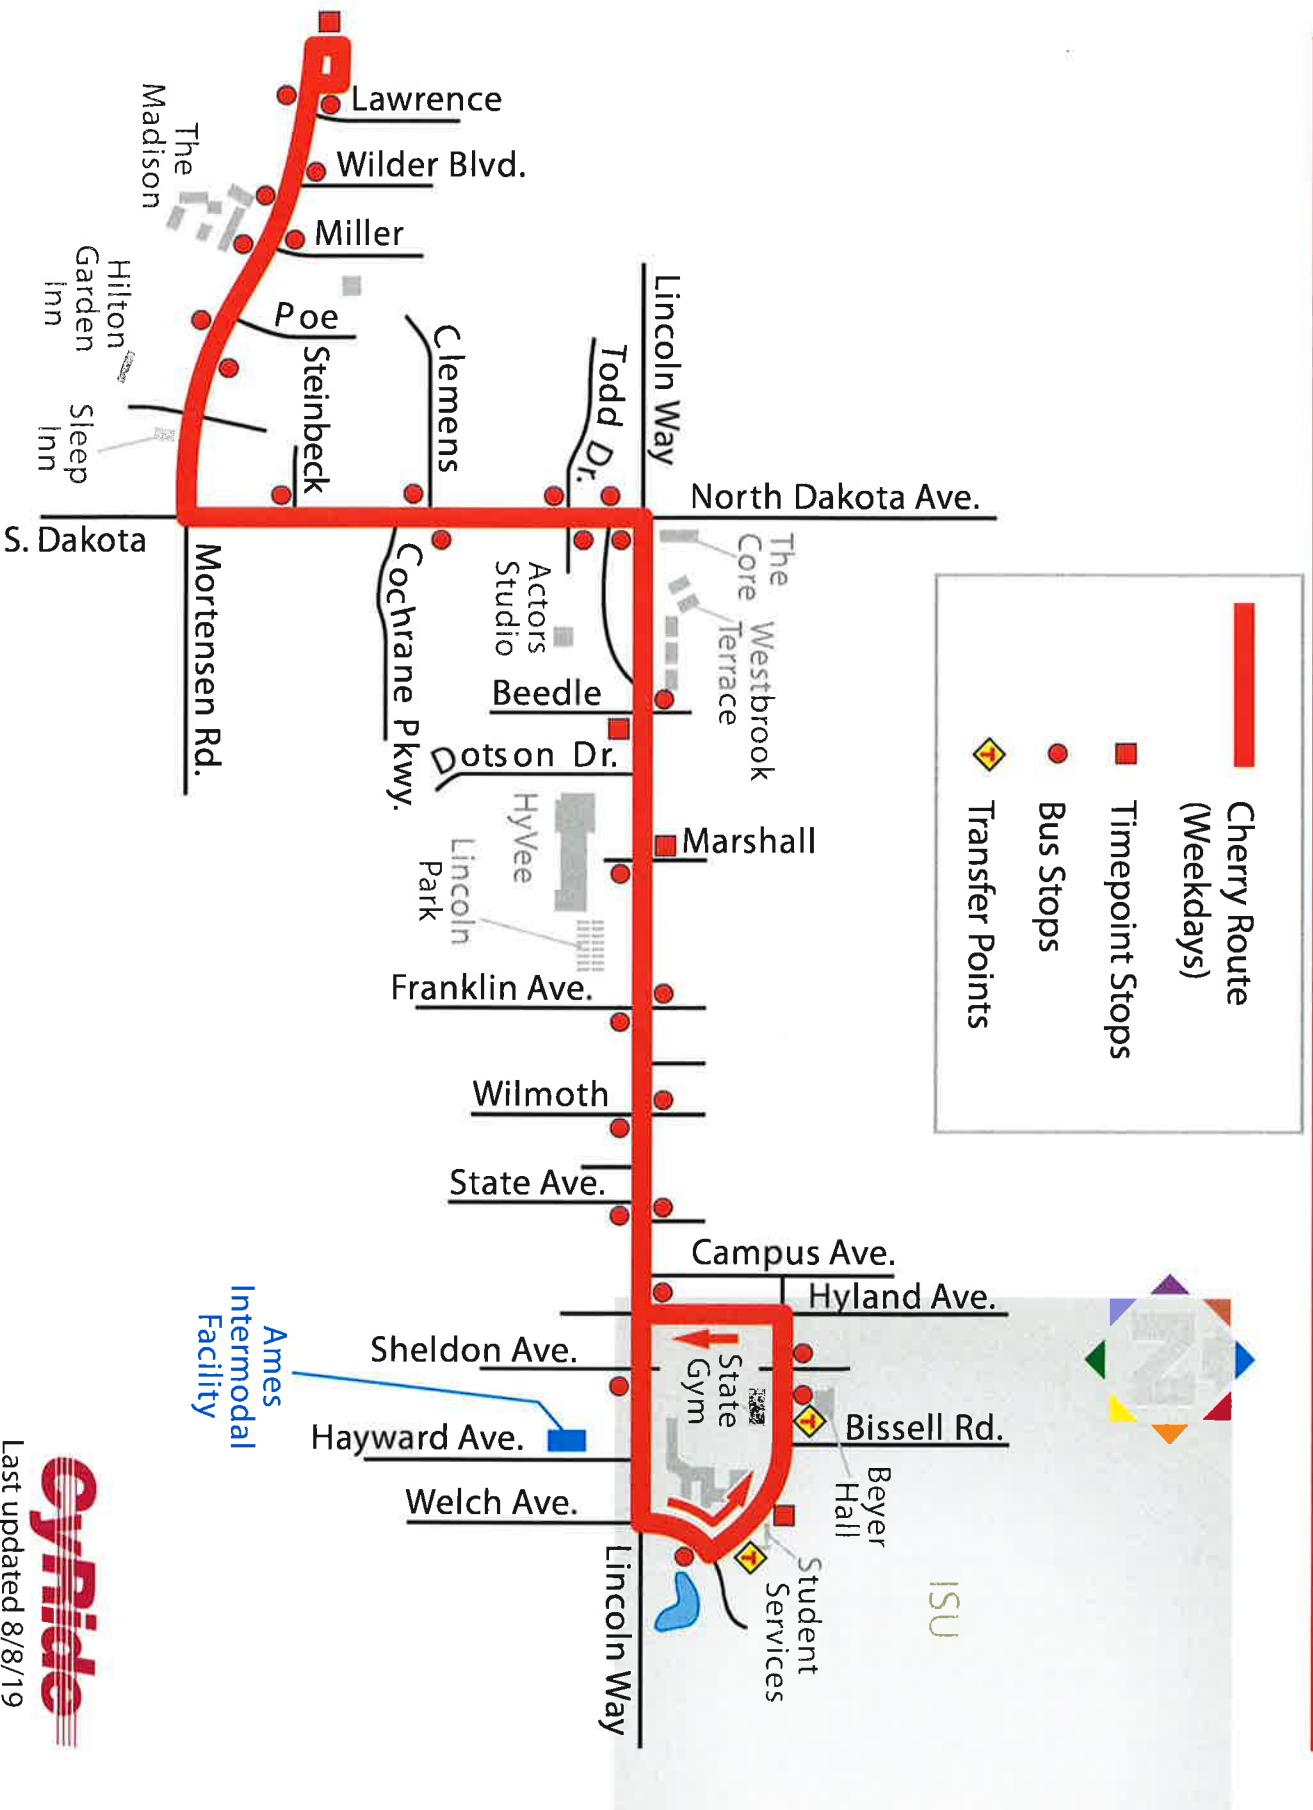 Cherry Route
(Weekdays)
Timepoint Stops
Bus Stops
T
Transfer Points
N
Lawrence
Wilder Blvd.
Miller
The
Madison
Poe
Hilton
Garden
Inn
Sleep
Inn
Steinbeck
Clemens
Todd Dr.
Lincoln Way
North Dakota Ave.
S. Dakota
Mortensen Rd.
Cochrane Pkwy.
Actors
Studio
The
Core
Westbrook
Terrace
Beedle
Dotson Dr.
HyVee
Lincoln
Park
Marshall
Franklin Ave.
Wilmoth
State Ave.
Campus Ave.
Hyland Ave.
Sheldon Ave.
State
Gym
T
Bissell Rd.
Beyer
Hall
Ames
Intermodal
Facility
Hayward Ave.
Welch Ave.
T
Student
Services
ISU
Lincoln Way
CyRide
Last updated 8/8/19